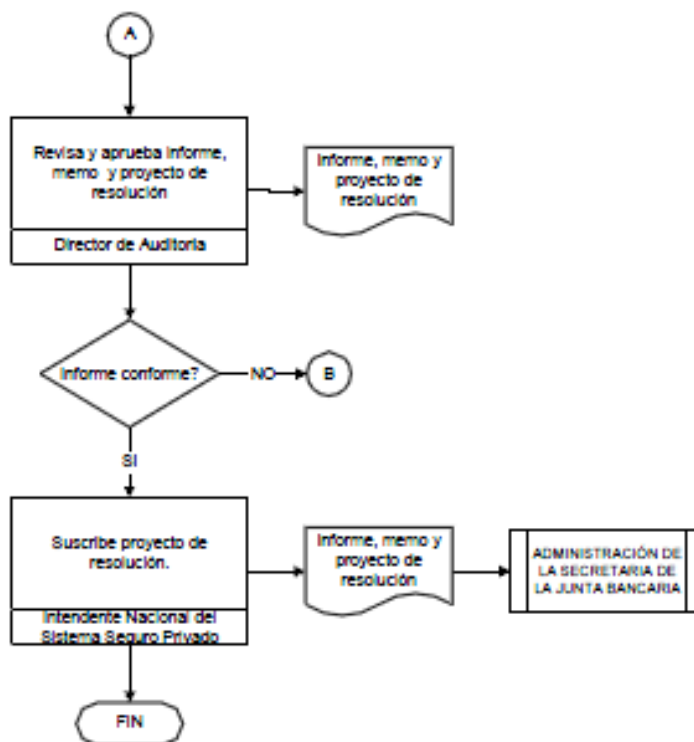 A
Revisa y aprueba informe,
memo y proyecto de
resolución
Director de Auditoria
Informe, memo y
proyecto de
resolución
Informe conforme?
NO
B
SI
Suscribe proyecto de
resolución.
Intendente Nacional del
Sistema Seguro Privado
Informe, memo y
proyecto de
resolución
ADMINISTRACIÓN DE
LA SECRETARIA DE
LA JUNTA BANCARIA
FIN